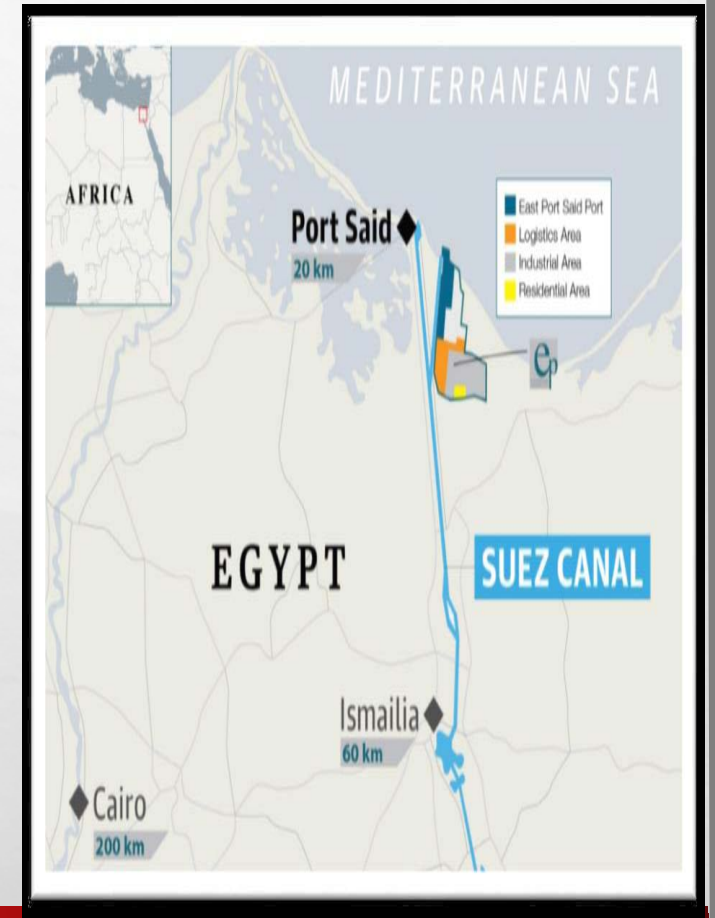 MEDITERRANEAN SEA
AFRICA
Port Said
20 km
East Port Said Port
Logistics Area
Industrial Area
Residential Area
ep
EGYPT
SUEZ CANAL
Ismailia
60 km
Cairo
200 km